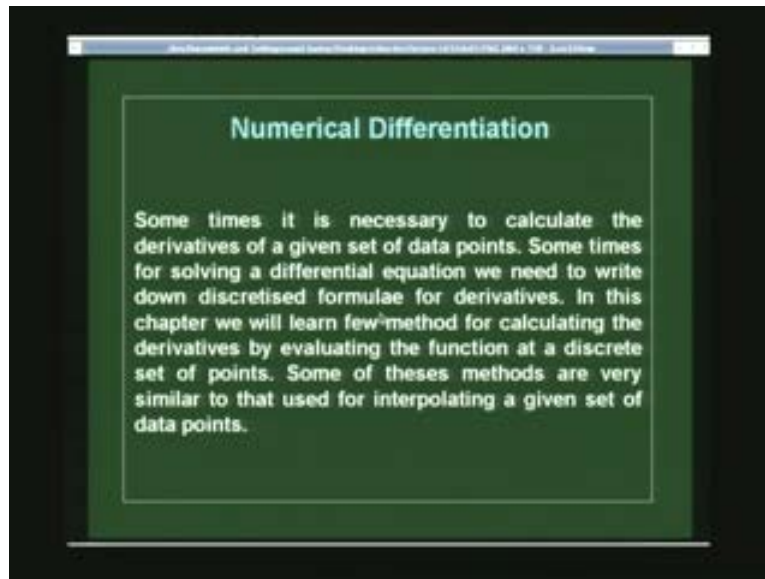 Numerical Differentiation
Some times it is necessary to calculate the
derivatives of a given set of data points. Some times
for solving a differential equation we need to write
down discretised formulae for derivatives. In this
chapter we will learn few method for calculating the
derivatives by evaluating the function at a discrete
set of points. Some of theses methods are very
similar to that used for interpolating a given set of
data points.